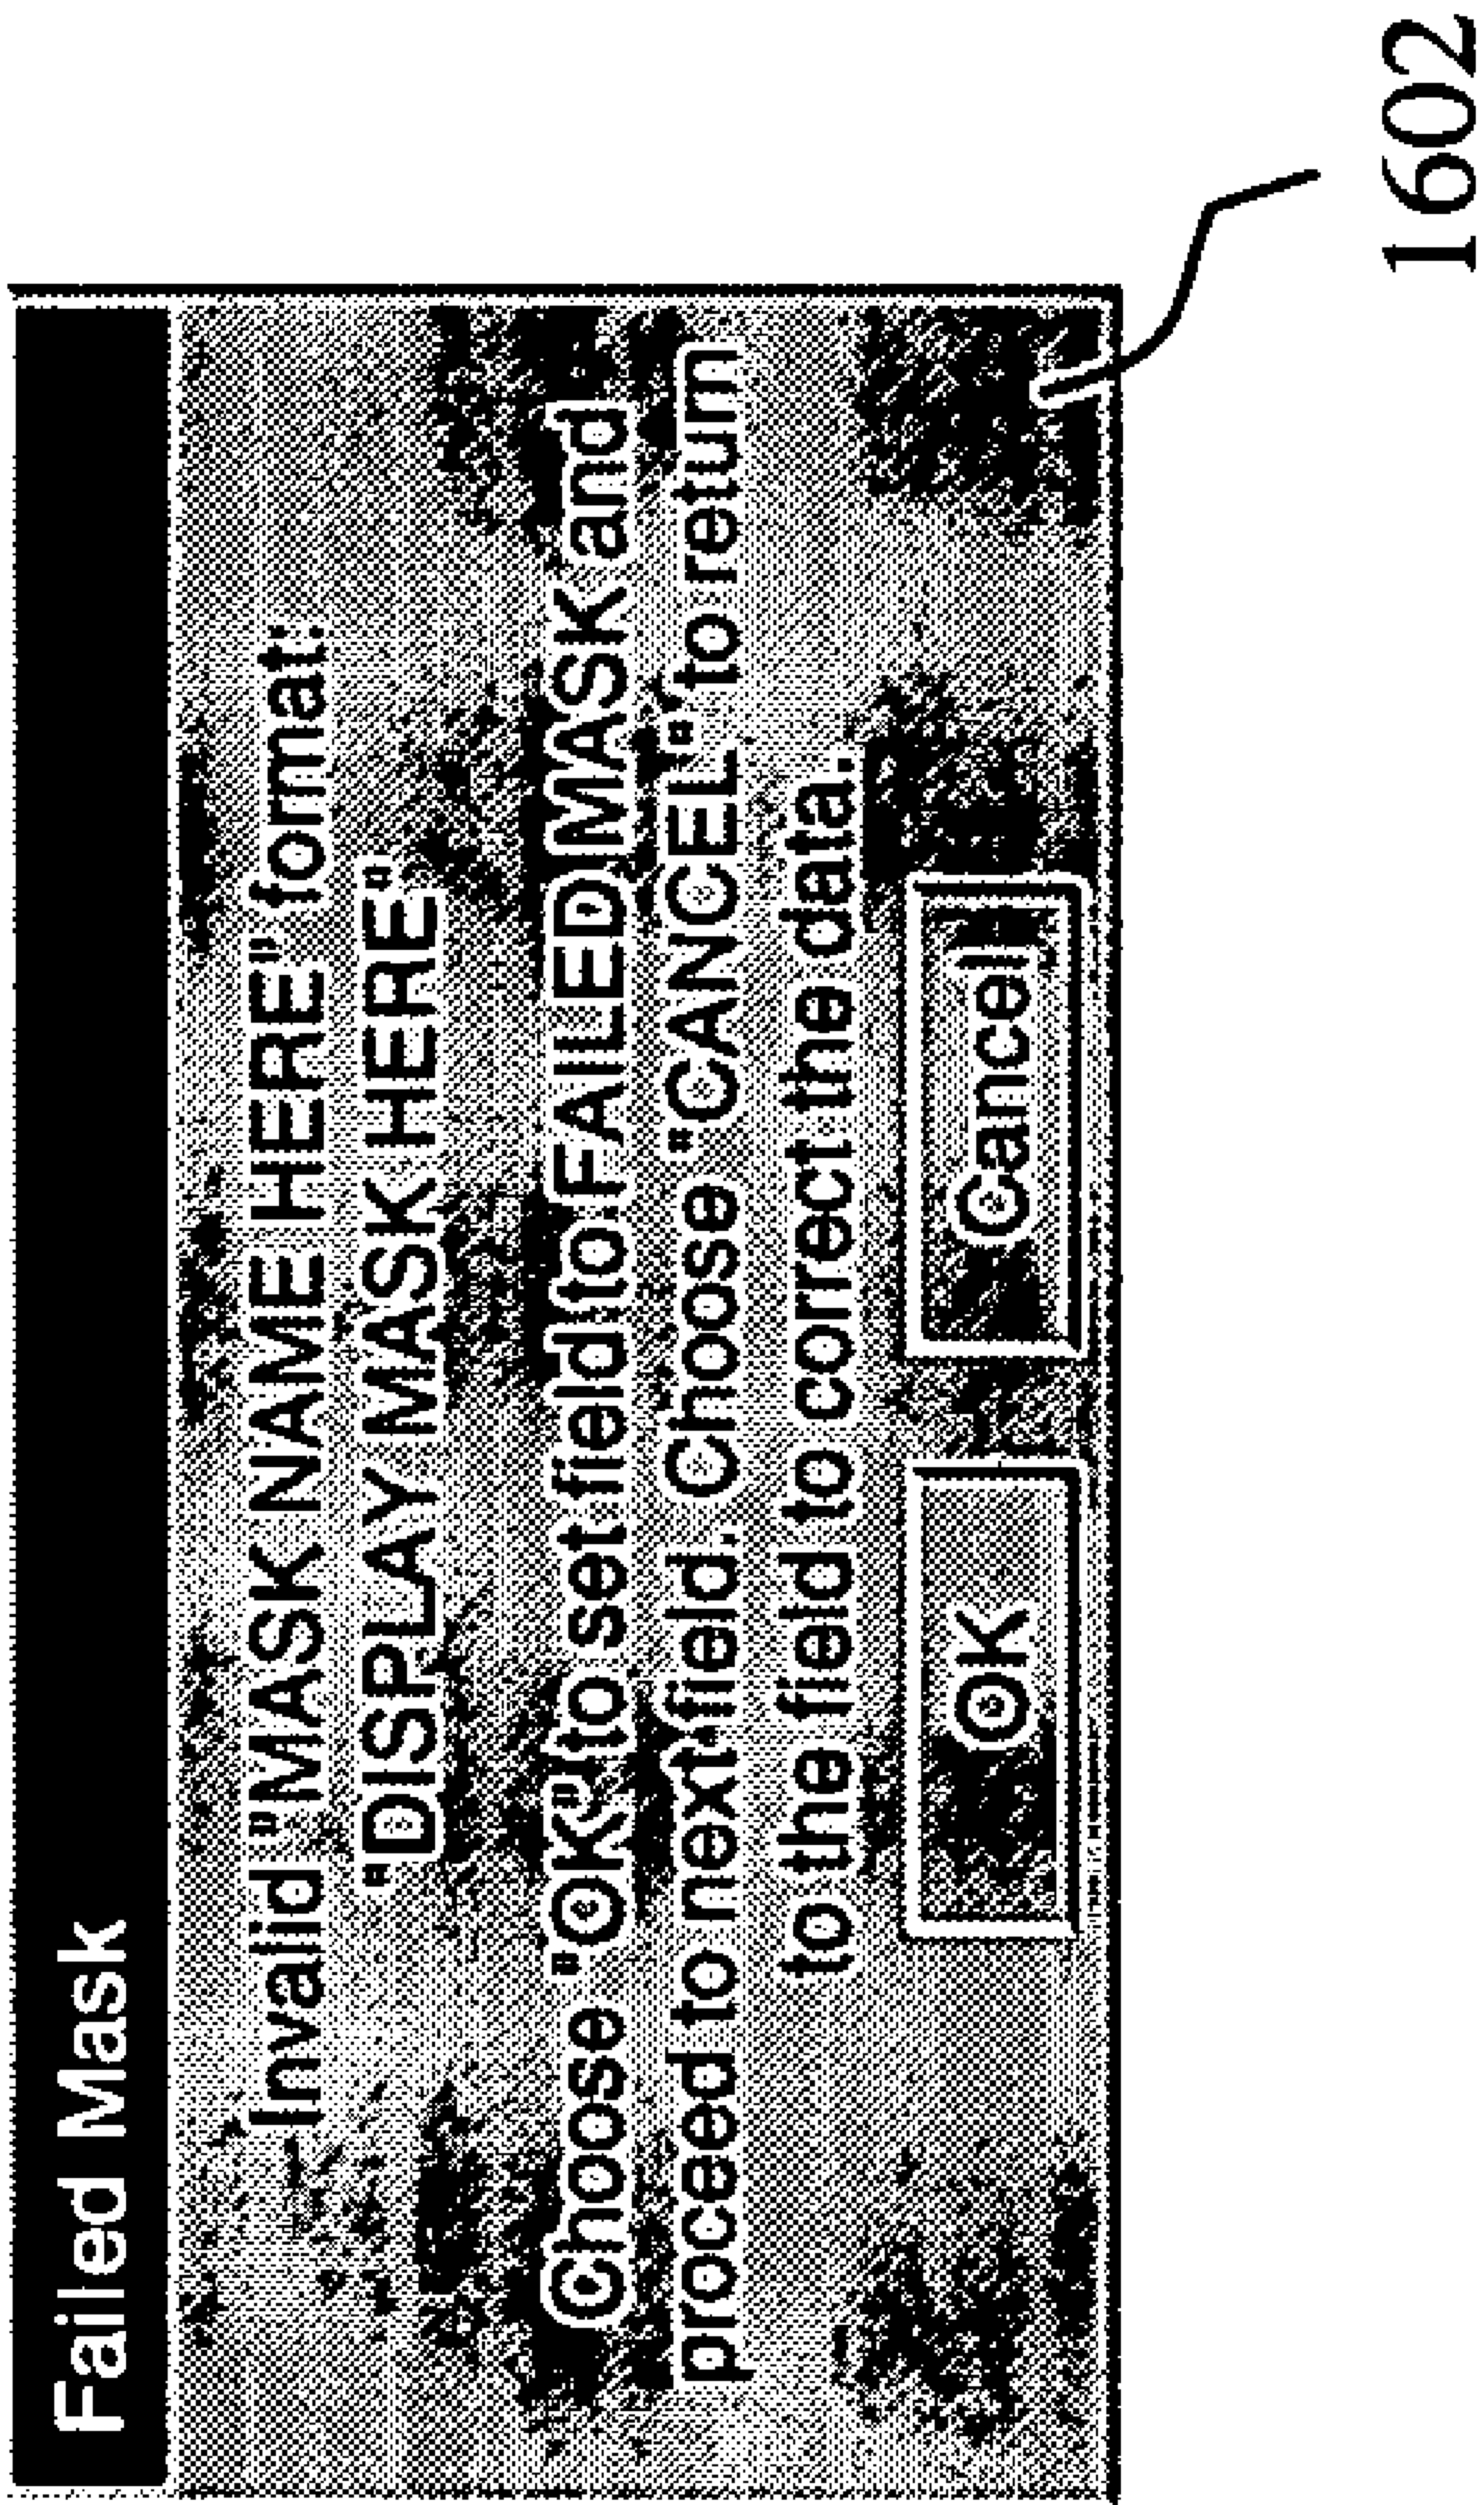 Failed Mask
Invalid "MASK NAME HERE" format:
"DISPLAY MASK HERE"
Choose "OK" to set field to FAILED MASK and
proceed to next field. Choose "CANCEL" to return
to the field to correct the data.
OK Cancel
1602